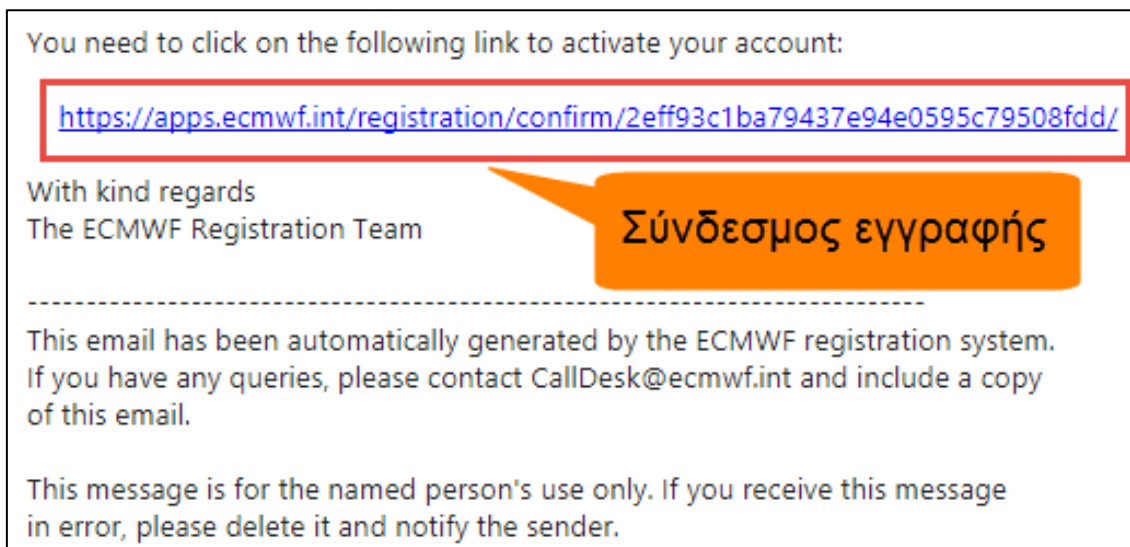 You need to click on the following link to activate your account:
https://apps.ecmwf.int/registration/confirm/2eff93c1ba79437e94e0595c79508fdd/
With kind regards
The ECMWF Registration Team
Σύνδεσμος εγγραφής
-----------------------------------------------------------------------------
This email has been automatically generated by the ECMWF registration system.
If you have any queries, please contact CallDesk@ecmwf.int and include a copy
of this email.
This message is for the named person's use only. If you receive this message
in error, please delete it and notify the sender.